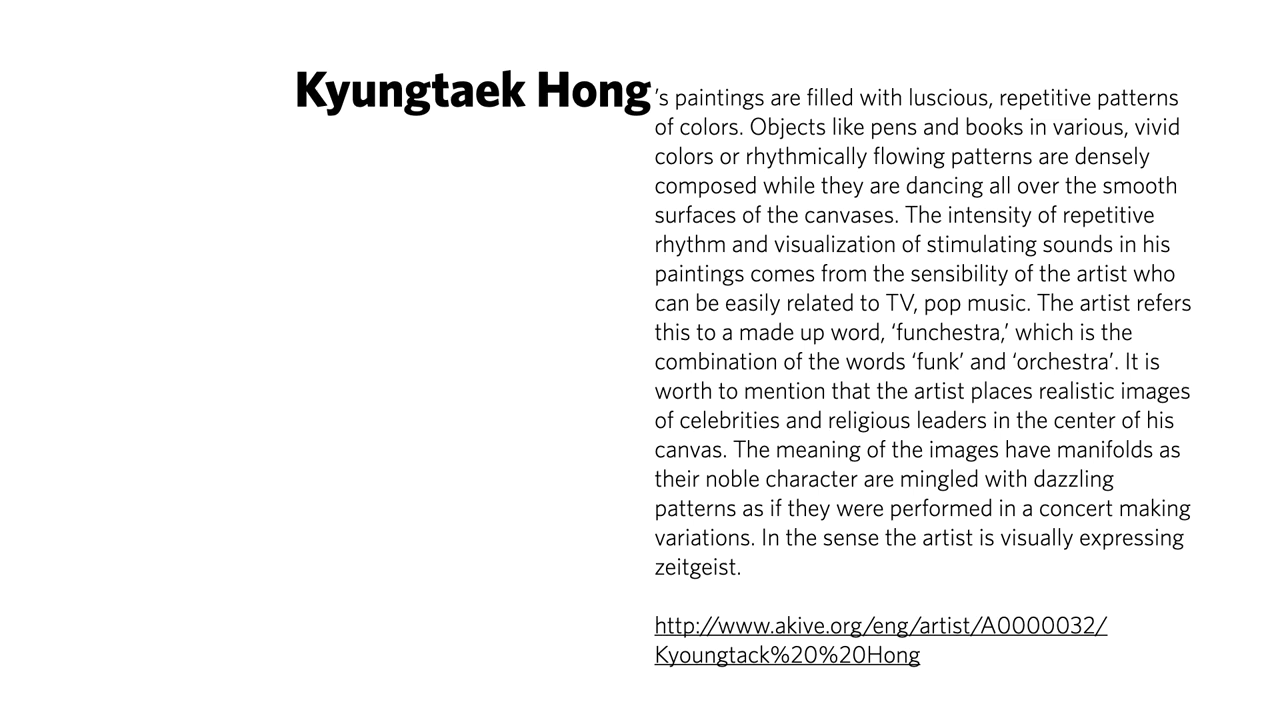 Kyungtaek Hong's paintings are filled with luscious, repetitive patterns
of colors. Objects like pens and books in various, vivid
colors or rhythmically flowing patterns are densely
composed while they are dancing all over the smooth
surfaces of the canvases. The intensity of repetitive
rhythm and visualization of stimulating sounds in his
paintings comes from the sensibility of the artist who
can be easily related to TV, pop music. The artist refers
this to a made up word, ‘funchestra,’ which is the
combination of the words ‘funk’ and ‘orchestra’. It is
worth to mention that the artist places realistic images
of celebrities and religious leaders in the center of his
canvas. The meaning of the images have manifolds as
their noble character are mingled with dazzling
patterns as if they were performed in a concert making
variations. In the sense the artist is visually expressing
zeitgeist.
http://www.akive.org/eng/artist/A0000032/
Kyoungtack%20%20Hong